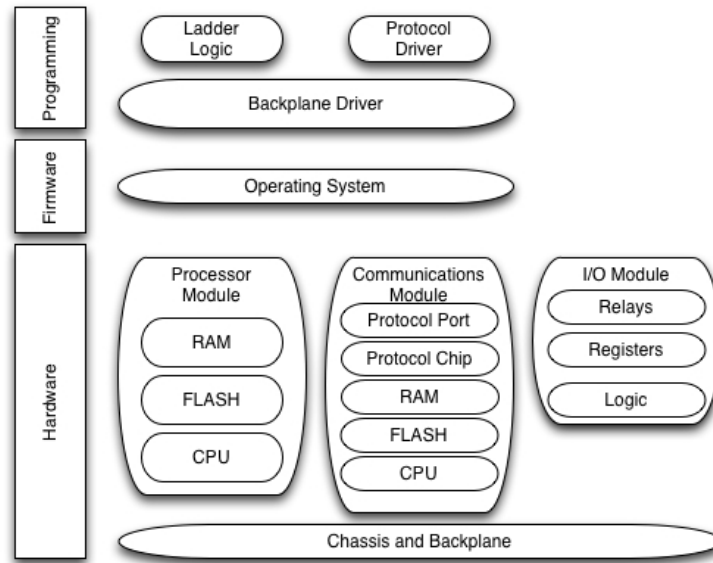 Programming
Ladder
Logic
Protocol
Driver
Backplane Driver
Firmware
Operating System
Hardware
Processor
Module
RAM
FLASH
CPU
Communications
Module
Protocol Port
Protocol Chip
RAM
FLASH
CPU
I/O Module
Relays
Registers
Logic
Chassis and Backplane